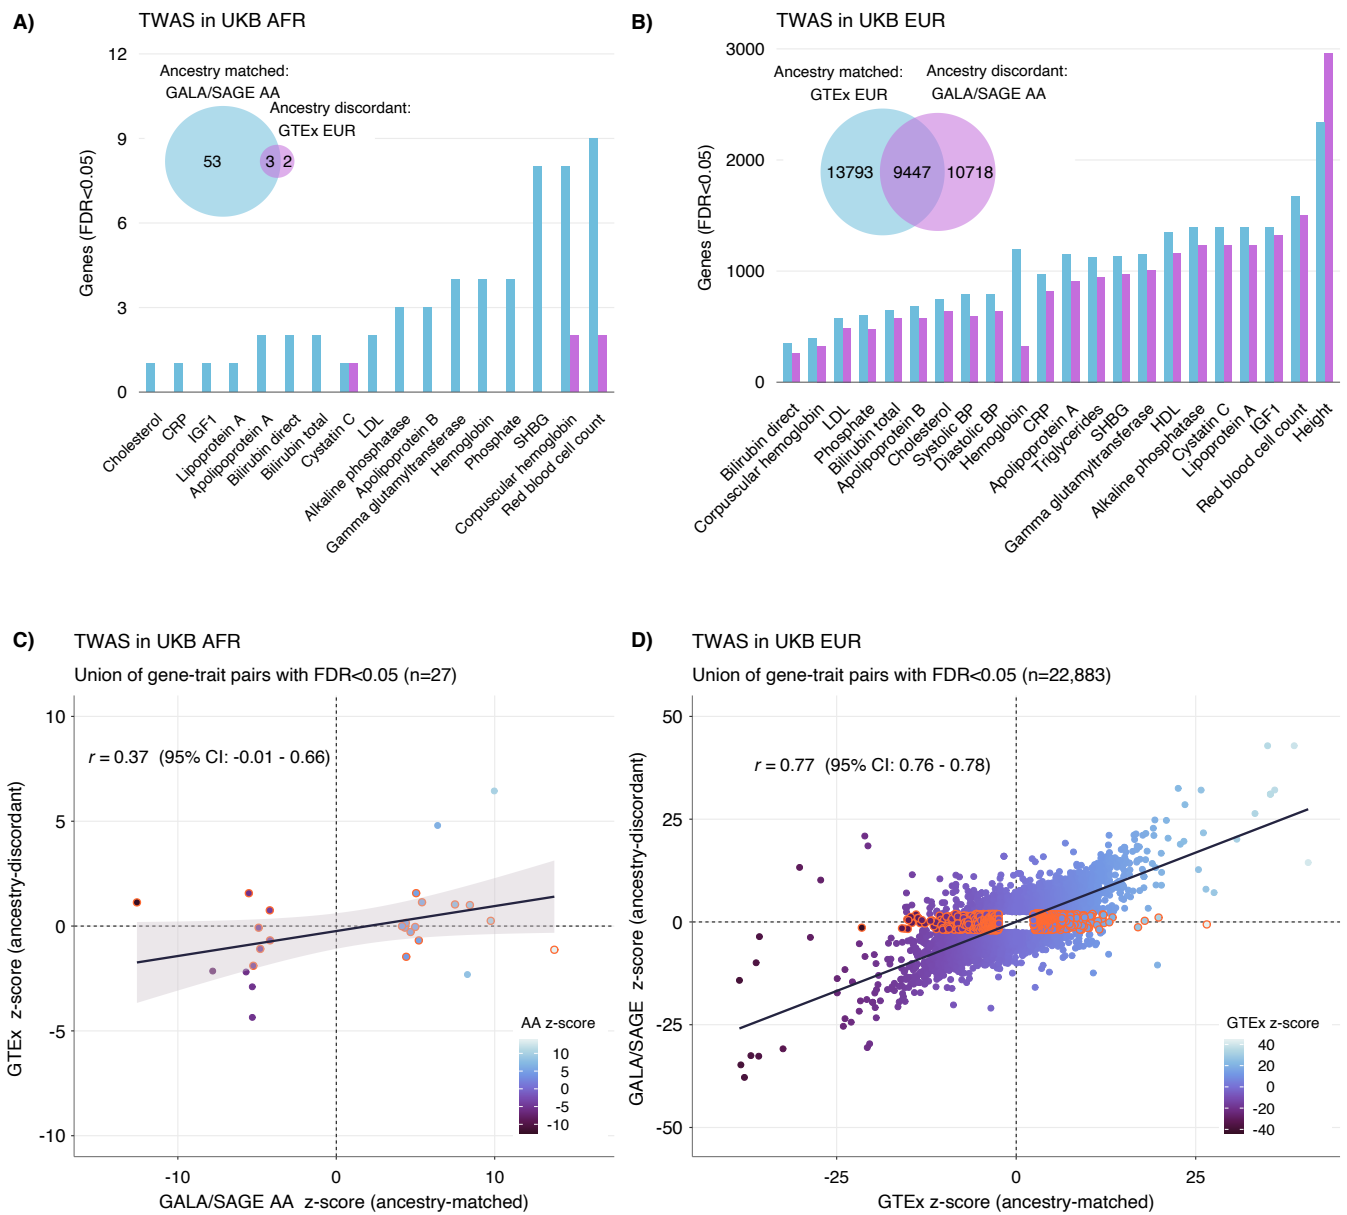 A)
TWAS in UKB AFR
Genes (FDR<0.05)
12
9
6
3
0
Ancestry matched:
GALA/SAGE AA
Ancestry discordant:
GTEx EUR
53
3
2
Cholesterol
CRP
IGF1
Lipoprotein A
Apolipoprotein A
Bilirubin direct
Bilirubin total
Cystatin C
LDL
Alkaline phosphatase
Apolipoprotein B
Gamma glutamyltransferase
Hemoglobin
Phosphate
SHBG
Corpuscular hemoglobin
Red blood cell count
B)
TWAS in UKB EUR
Genes (FDR<0.05)
3000
2000
1000
0
Ancestry matched:
GTEx EUR
Ancestry discordant:
GALA/SAGE AA
13793
9447
10718
Bilirubin direct
Corpuscular hemoglobin
LDL
Phosphate
Bilirubin total
Apolipoprotein B
Cholesterol
Systolic BP
Diastolic BP
Hemoglobin
CRP
Apolipoprotein A
Triglycerides
SHBG
Gamma glutamyltransferase
HDL
Alkaline phosphatase
Cystatin C
Lipoprotein A
IGF1
Red blood cell count
Height
C)
TWAS in UKB AFR
Union of gene-trait pairs with FDR<0.05 (n=27)
r = 0.37 (95% CI: -0.01 - 0.66)
GTEx z-score (ancestry-discordant)
10
5
0
-5
-10
AA z-score
10
5
0
-5
-10
-10
0
10
GALA/SAGE AA z-score (ancestry-matched)
D)
TWAS in UKB EUR
Union of gene-trait pairs with FDR<0.05 (n=22,883)
r = 0.77 (95% CI: 0.76 - 0.78)
GALA/SAGE z-score (ancestry-discordant)
50
25
0
-25
-50
GTEx z-score
40
20
0
-20
-40
-25
0
25
GTEx z-score (ancestry-matched)